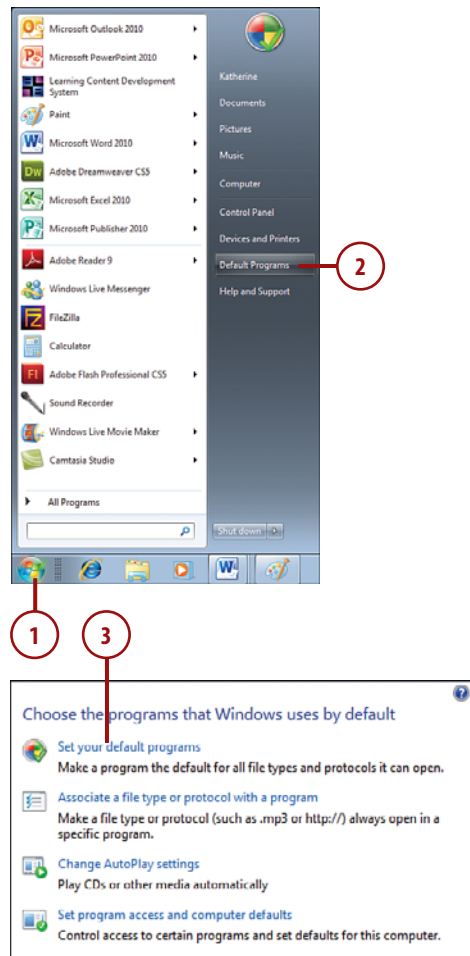 Microsoft Outlook 2010
Microsoft PowerPoint 2010
Learning Content Development
System
Paint
Microsoft Word 2010
Adobe Dreamweaver CS5
Microsoft Excel 2010
Microsoft Publisher 2010
Adobe Reader 9
Windows Live Messenger
FileZilla
Calculator
Adobe Flash Professional CS5
Sound Recorder
Windows Live Movie Maker
Camtasia Studio
All Programs
Katherine
Documents
Pictures
Music
Computer
Control Panel
Devices and Printers
Default Programs
2
Help and Support
Shut down
1
3
Choose the programs that Windows uses by default
Set your default programs
Make a program the default for all file types and protocols it can open.
Associate a file type or protocol with a program
Make a file type or protocol (such as .mp3 or http://) always open in a
specific program.
Change AutoPlay settings
Play CDs or other media automatically
Set program access and computer defaults
Control access to certain programs and set defaults for this computer.